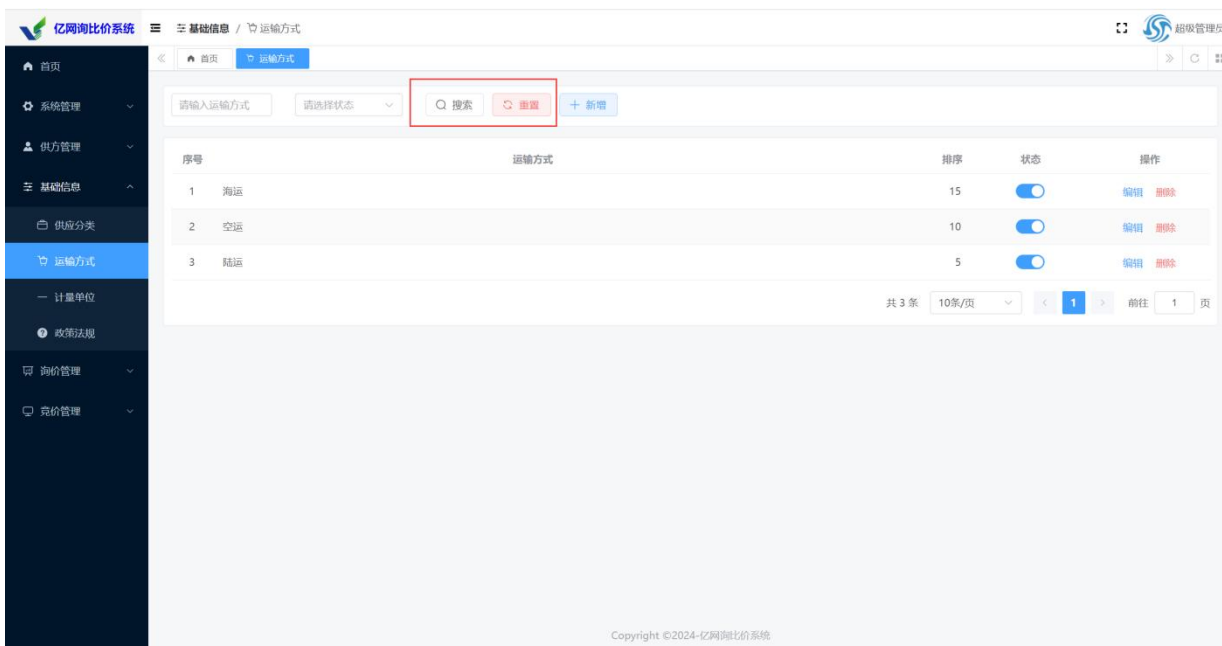 亿网询比价系统 基础信息 / 运输方式 超级管理员
首页 运输方式
首页
系统管理
供方管理
基础信息
供应分类
运输方式
计量单位
政策法规
询价管理
竞价管理
请输入运输方式 请选择状态 搜索 重置 + 新增
序号 运输方式 排序 状态 操作
1 海运 15 编辑 删除
2 空运 10 编辑 删除
3 陆运 5 编辑 删除
共 3 条 10条/页 < 1 > 前往 1 页
Copyright ©2024-亿网询比价系统